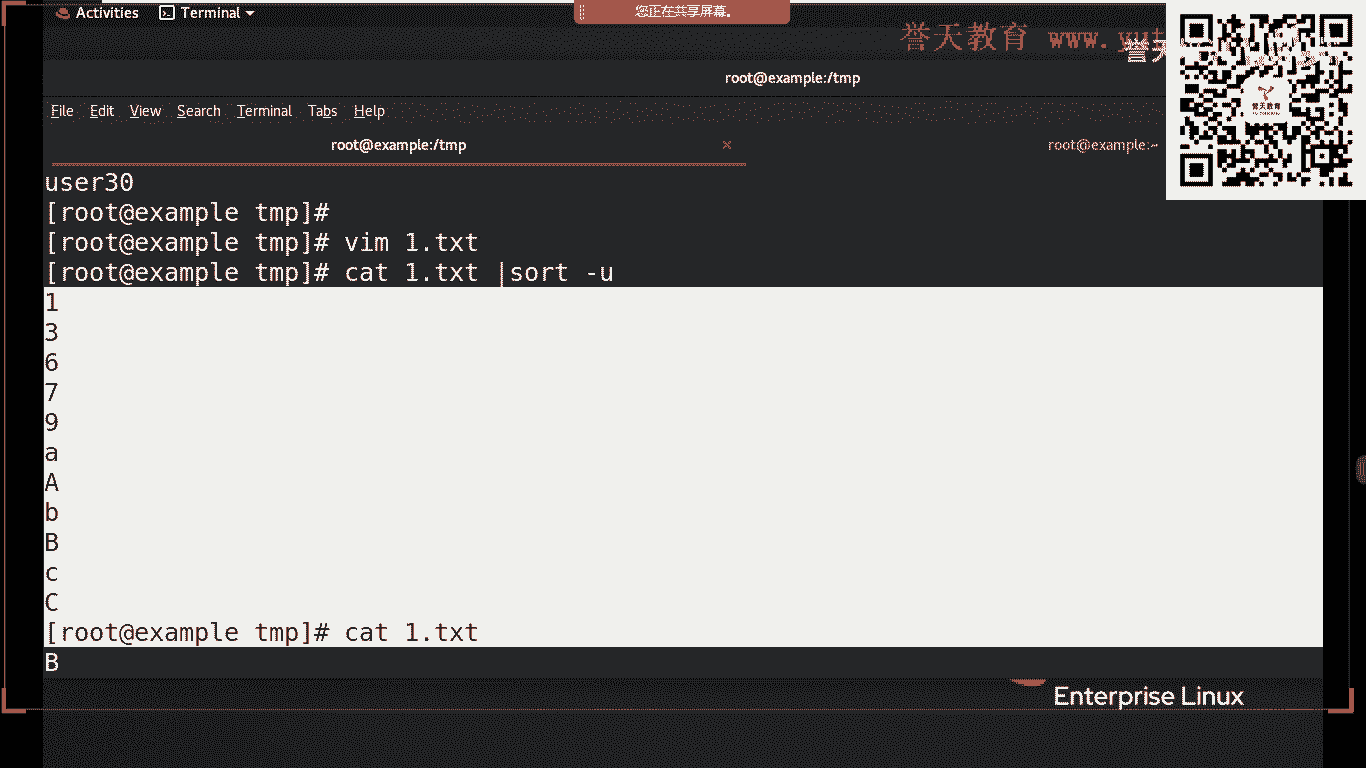 Activities Terminal
您正在共享屏幕。
誉天教育 www.yut
root@example:/tmp
File Edit View Search Terminal Tabs Help
root@example:/tmp × root@example:~
user30
[root@example tmp]#
[root@example tmp]# vim 1.txt
[root@example tmp]# cat 1.txt |sort -u
1
3
6
7
9
a
A
b
B
c
C
[root@example tmp]# cat 1.txt
B
Enterprise Linux